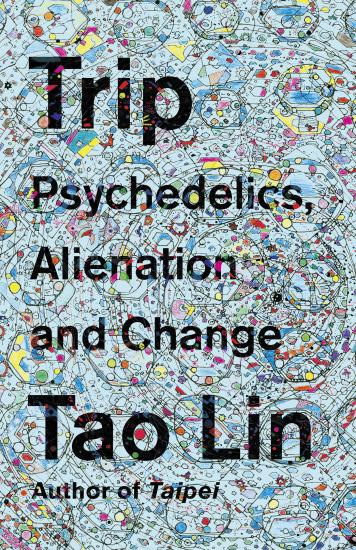 Trip
Psychedelics,
Alienation
and Change
Tao Lin
Author of Taipei